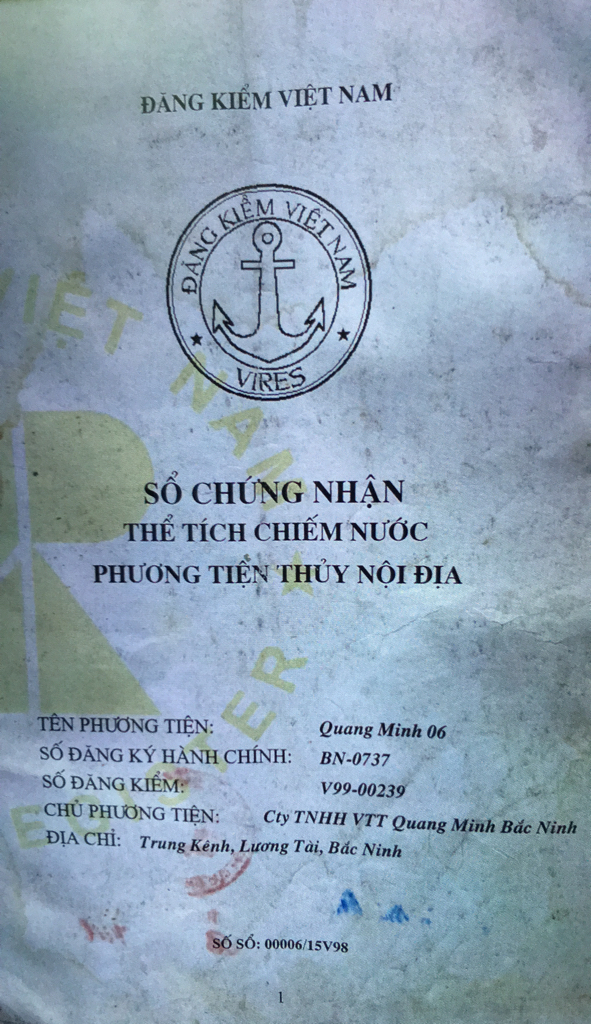 ĐĂNG KIỂM VIỆT NAM
ĐĂNG KIỂM VIỆT NAM
VIRES
VIỆT NAM
REGISTER
SỔ CHỨNG NHẬN
THỂ TÍCH CHIẾM NƯỚC
PHƯƠNG TIỆN THỦY NỘI ĐỊA
TÊN PHƯƠNG TIỆN: Quang Minh 06
SỐ ĐĂNG KÝ HÀNH CHÍNH: BN-0737
SỐ ĐĂNG KIỂM: V99-00239
CHỦ PHƯƠNG TIỆN: Cty TNHH VTT Quang Minh Bắc Ninh
ĐỊA CHỈ: Trung Kênh, Lương Tài, Bắc Ninh
SỐ SỔ: 00006/15V98
1